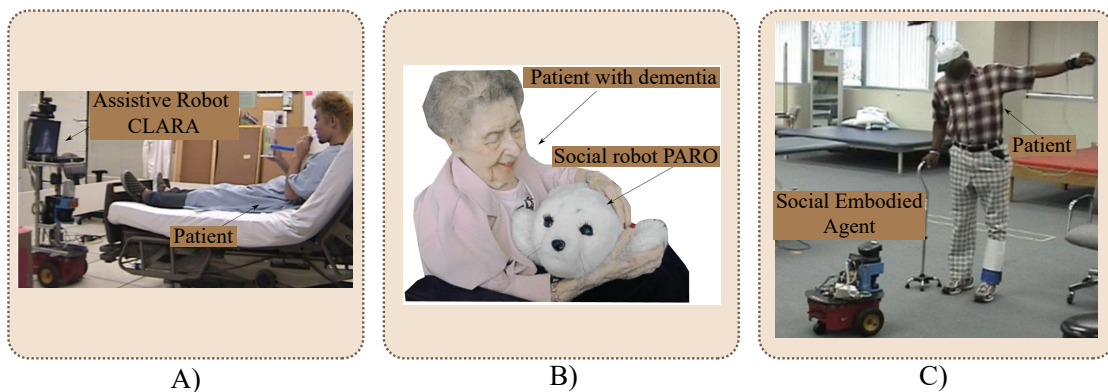 Assistive Robot
CLARA
Patient
A)
Patient with dementia
Social robot PARO
B)
Patient
Social Embodied
Agent
C)